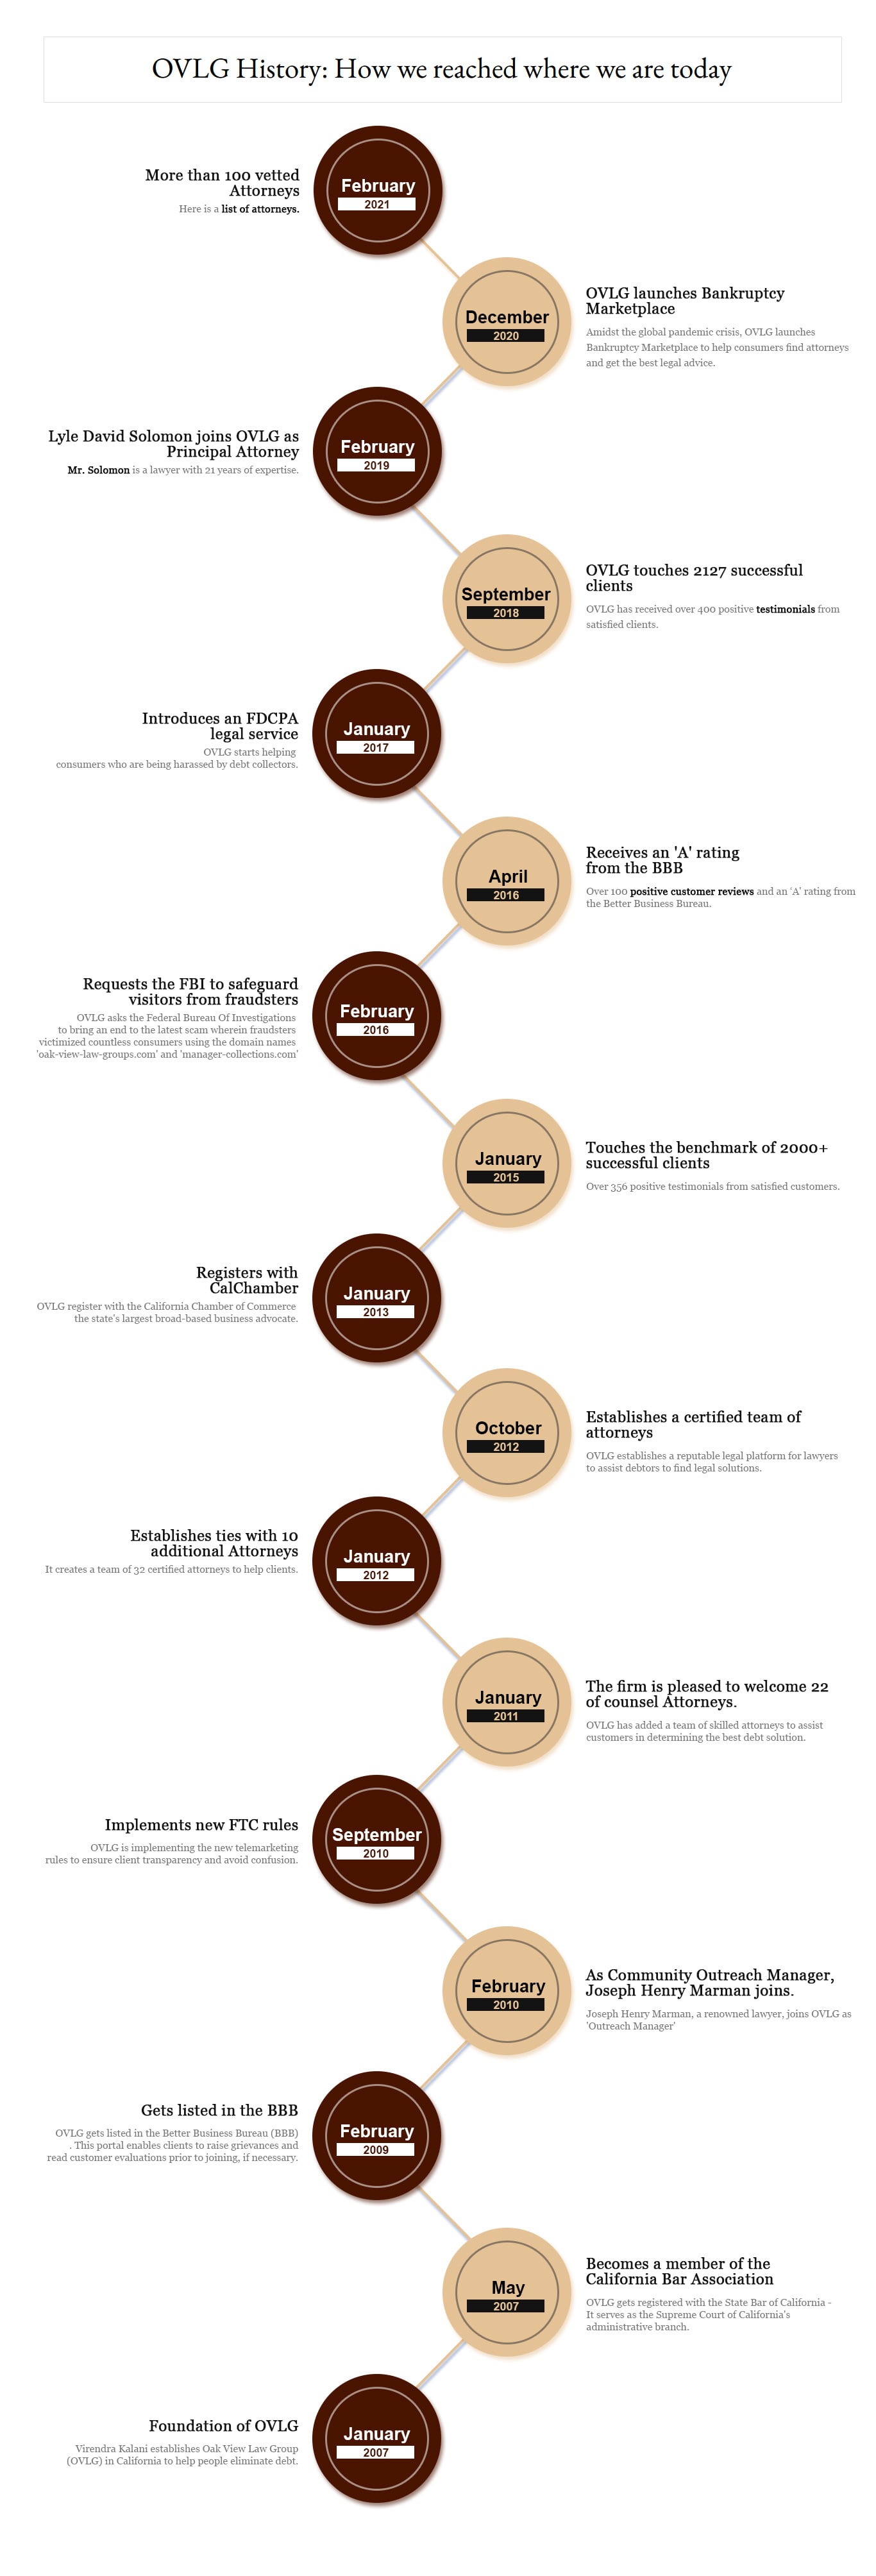 OVLG History: How we reached where we are today
More than 100 vetted
Attorneys
Here is a list of attorneys.
February
2021
December
2020
OVLG launches Bankruptcy
Marketplace
Amidst the global pandemic crisis, OVLG launches
Bankruptcy Marketplace to help consumers find attorneys
and get the best legal advice.
Lyle David Solomon joins OVLG as
Principal Attorney
Mr. Solomon is a lawyer with 21 years of expertise.
February
2019
September
2018
OVLG touches 2127 successful
clients
OVLG has received over 400 positive testimonials from
satisfied clients.
Introduces an FDCPA
legal service
OVLG starts helping
consumers who are being harassed by debt collectors.
January
2017
April
2016
Receives an 'A' rating
from the BBB
Over 100 positive customer reviews and an 'A' rating from
the Better Business Bureau.
Requests the FBI to safeguard
visitors from fraudsters
OVLG asks the Federal Bureau Of Investigations
to bring an end to the latest scam wherein fraudsters
victimized countless consumers using the domain names
'oak-view-law-groups.com' and 'manager-collections.com'
February
2016
January
2015
Touches the benchmark of 2000+
successful clients
Over 356 positive testimonials from satisfied customers.
Registers with
CalChamber
OVLG register with the California Chamber of Commerce
the state's largest broad-based business advocate.
January
2013
October
2012
Establishes a certified team of
attorneys
OVLG establishes a reputable legal platform for lawyers
to assist debtors to find legal solutions.
Establishes ties with 10
additional Attorneys
It creates a team of 32 certified attorneys to help clients.
January
2012
January
2011
The firm is pleased to welcome 22
of counsel Attorneys.
OVLG has added a team of skilled attorneys to assist
customers in determining the best debt solution.
Implements new FTC rules
OVLG is implementing the new telemarketing
rules to ensure client transparency and avoid confusion.
September
2010
February
2010
As Community Outreach Manager,
Joseph Henry Marman joins.
Joseph Henry Marman, a renowned lawyer, joins OVLG as
'Outreach Manager'
Gets listed in the BBB
OVLG gets listed in the Better Business Bureau (BBB)
. This portal enables clients to raise grievances and
read customer evaluations prior to joining, if necessary.
February
2009
May
2007
Becomes a member of the
California Bar Association
OVLG gets registered with the State Bar of California -
It serves as the Supreme Court of California's
administrative branch.
Foundation of OVLG
Virendra Kalani establishes Oak View Law Group
(OVLG) in California to help people eliminate debt.
January
2007